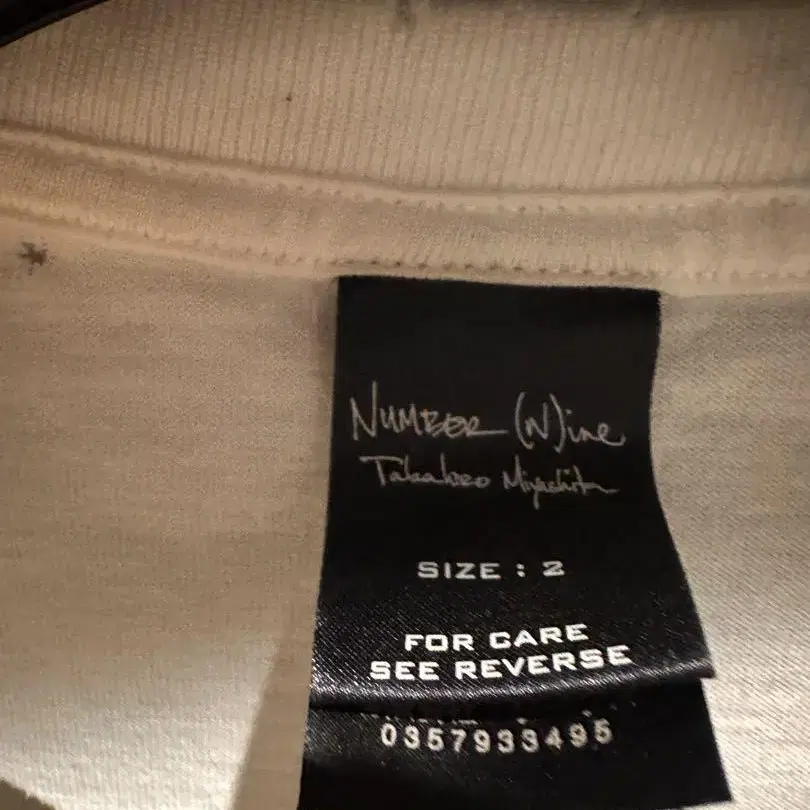 NUMBER (N)ine
Takahiro Miyashita
SIZE : 2
FOR CARE
SEE REVERSE
0357933495